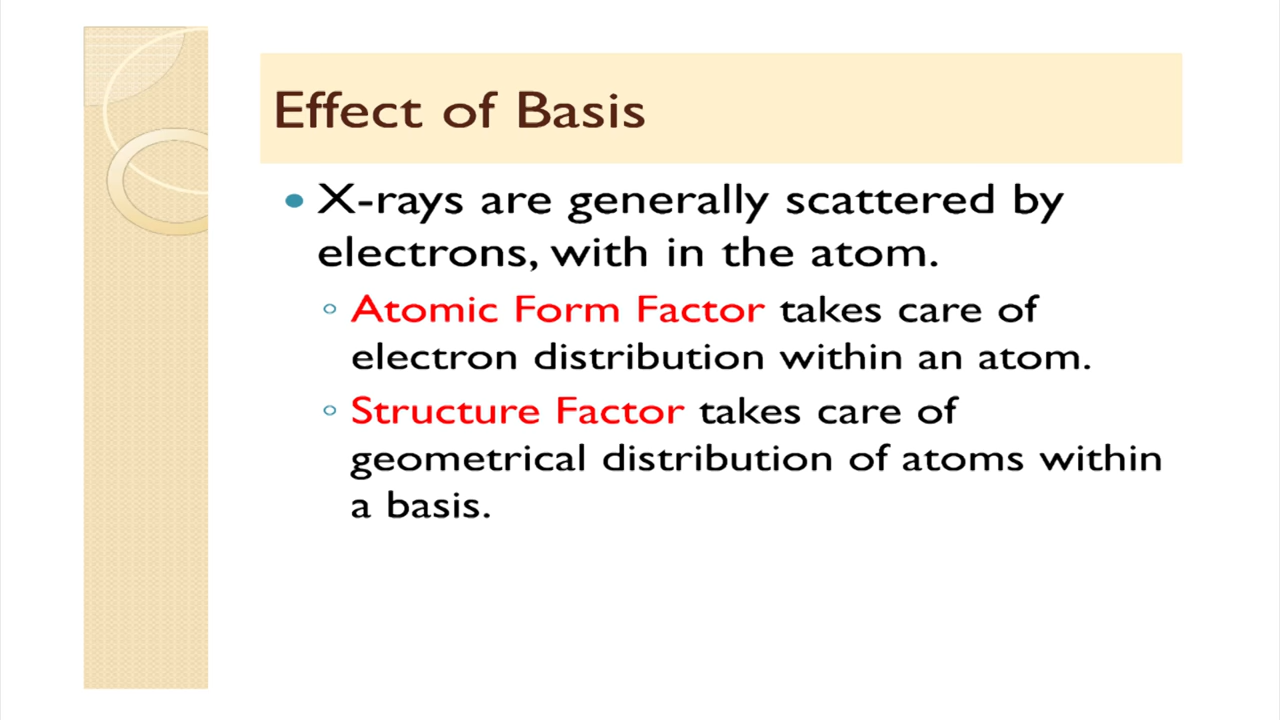 Effect of Basis
• X-rays are generally scattered by
electrons, with in the atom.
◦ Atomic Form Factor takes care of
electron distribution within an atom.
◦ Structure Factor takes care of
geometrical distribution of atoms within
a basis.